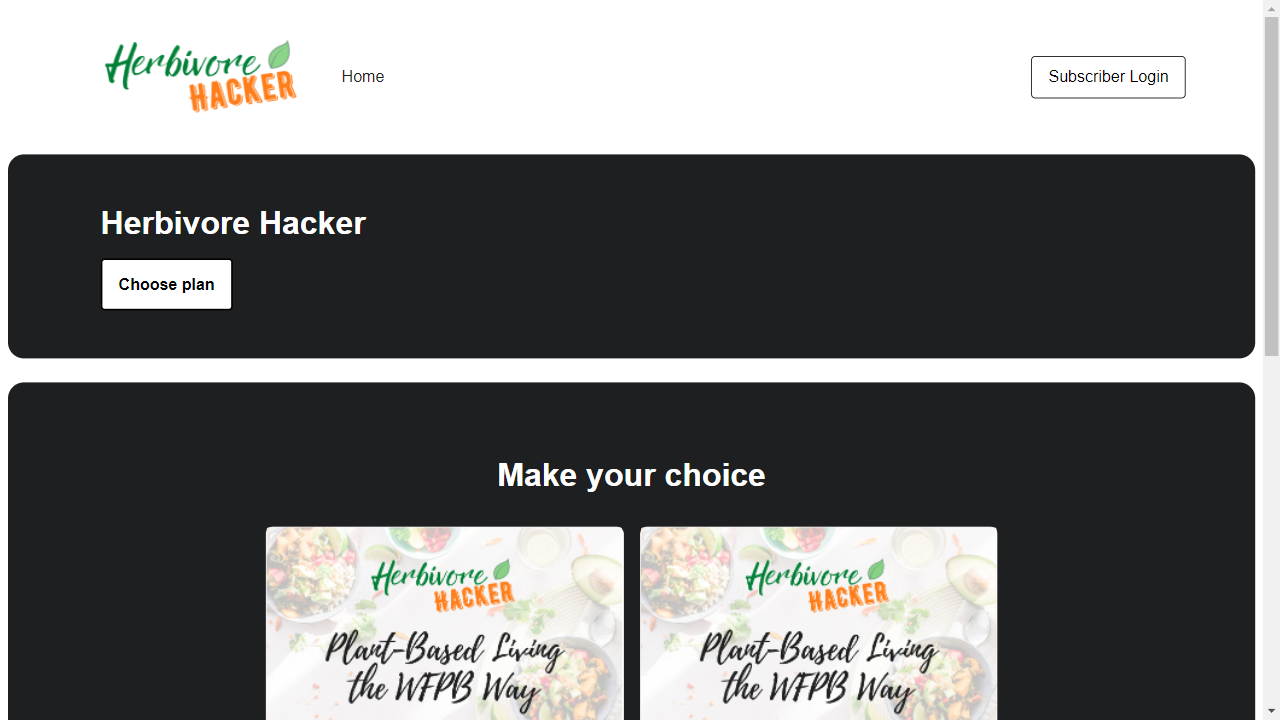 Herbivore
HACKER
Home
Subscriber Login
Herbivore Hacker
Choose plan
Make your choice
Herbivore
HACKER
Plant-Based Living
the WFPB Way
Herbivore
HACKER
Plant-Based Living
the WFPB Way